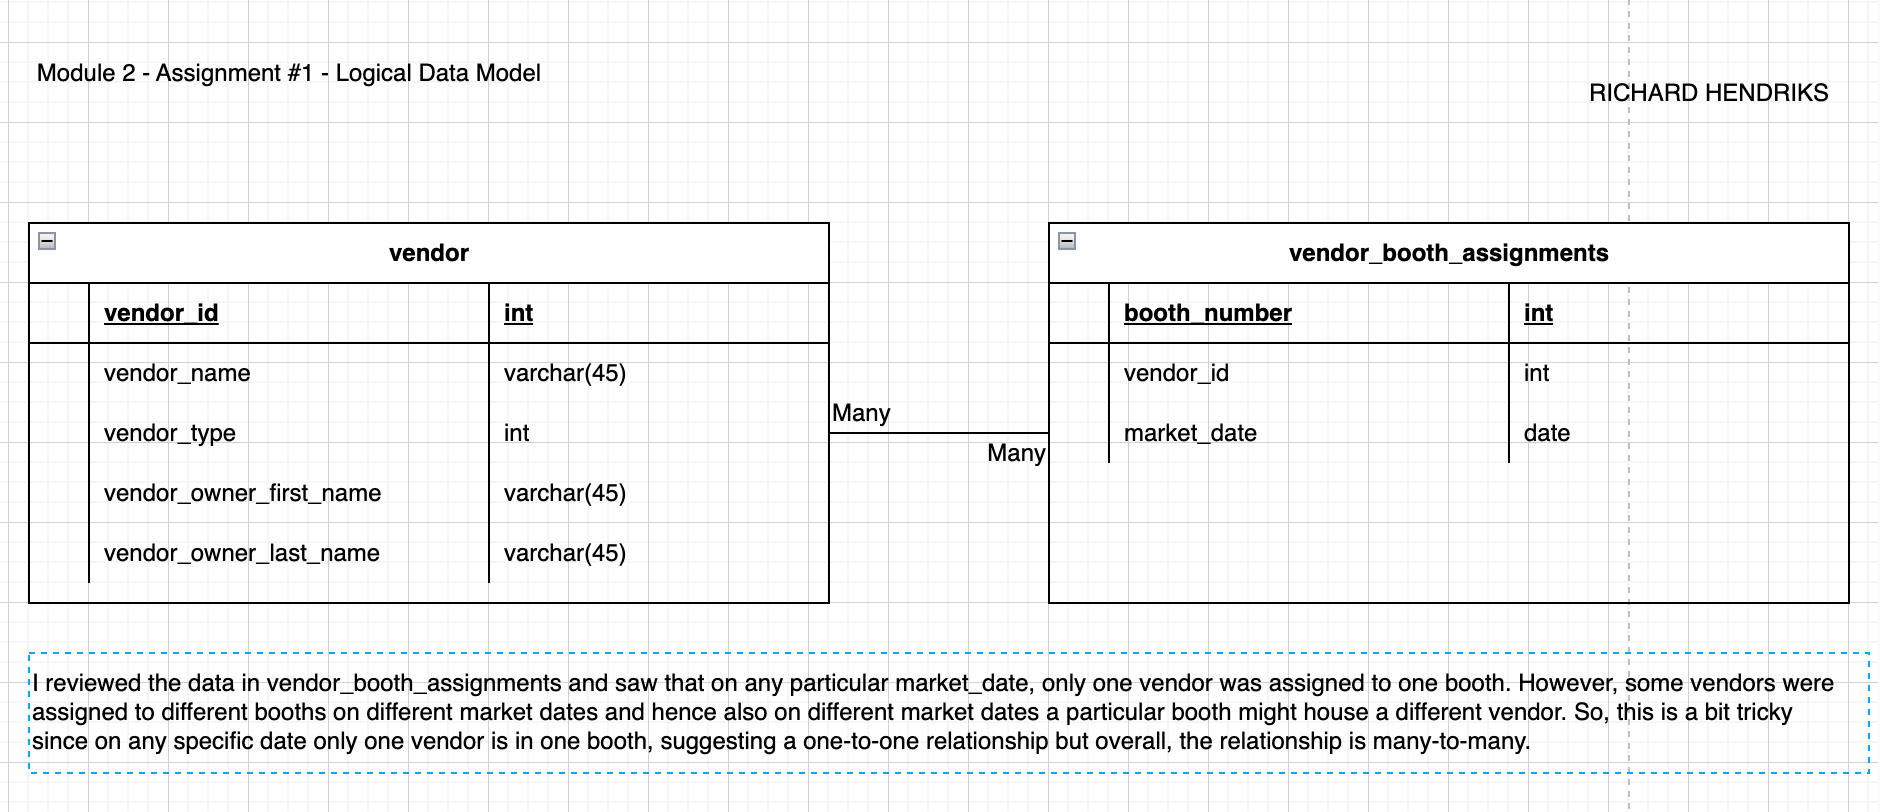 Module 2 - Assignment #1 - Logical Data Model
RICHARD HENDRIKS
vendor
vendor_id int
vendor_name varchar(45)
vendor_type int
vendor_owner_first_name varchar(45)
vendor_owner_last_name varchar(45)
Many
Many
vendor_booth_assignments
booth_number int
vendor_id int
market_date date
I reviewed the data in vendor_booth_assignments and saw that on any particular market_date, only one vendor was assigned to one booth. However, some vendors were
assigned to different booths on different market dates and hence also on different market dates a particular booth might house a different vendor. So, this is a bit tricky
since on any specific date only one vendor is in one booth, suggesting a one-to-one relationship but overall, the relationship is many-to-many.